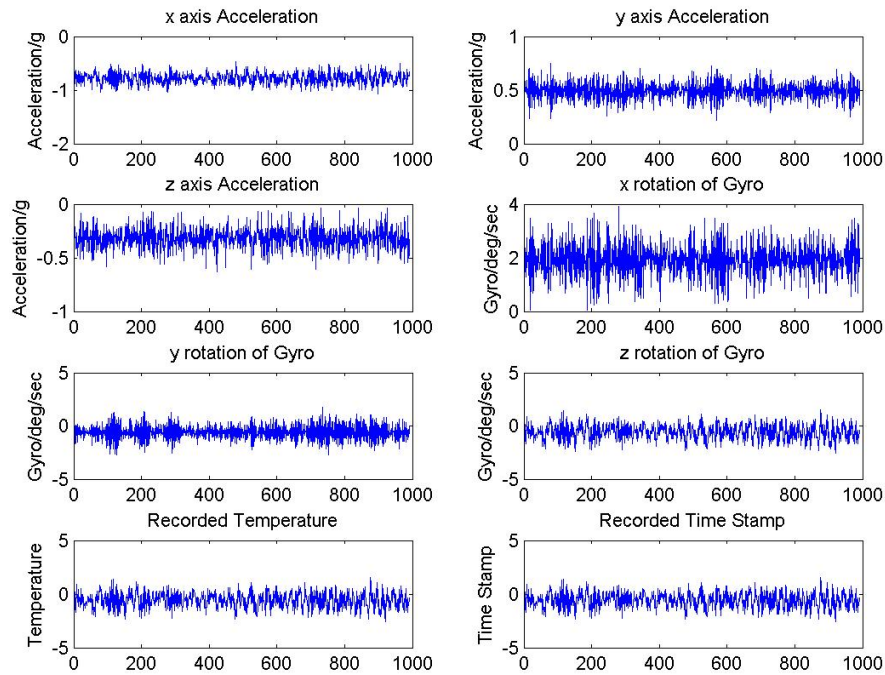 x axis Acceleration
Acceleration/g
0
-1
-2
0 200 400 600 800 1000
y axis Acceleration
Acceleration/g
1
0.5
0
0 200 400 600 800 1000
z axis Acceleration
Acceleration/g
0
-0.5
-1
0 200 400 600 800 1000
x rotation of Gyro
Gyro/deg/sec
4
2
0
0 200 400 600 800 1000
y rotation of Gyro
Gyro/deg/sec
5
0
-5
0 200 400 600 800 1000
z rotation of Gyro
Gyro/deg/sec
5
0
-5
0 200 400 600 800 1000
Recorded Temperature
Temperature
5
0
-5
0 200 400 600 800 1000
Recorded Time Stamp
Time Stamp
5
0
-5
0 200 400 600 800 1000